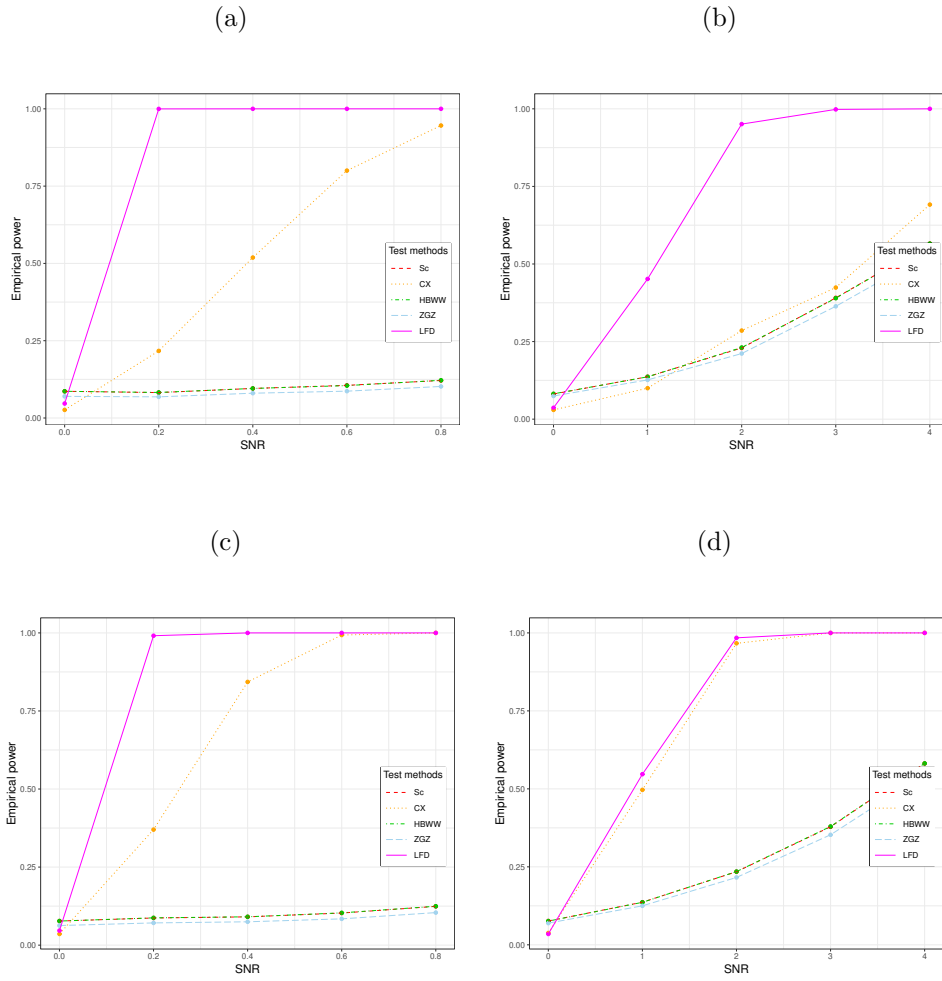 (a)
(b)
1.00
0.75
0.50
0.25
0.00
Empirical power
0.0
0.2
0.4
0.6
0.8
SNR
Test methods
Sc
CX
HBWW
ZGZ
LFD
1.00
0.75
0.50
0.25
0.00
Empirical power
0
1
2
3
4
SNR
Test methods
Sc
CX
HBWW
ZGZ
LFD
(c)
(d)
1.00
0.75
0.50
0.25
0.00
Empirical power
0.0
0.2
0.4
0.6
0.8
SNR
Test methods
Sc
CX
HBWW
ZGZ
LFD
1.00
0.75
0.50
0.25
0.00
Empirical power
0
1
2
3
4
SNR
Test methods
Sc
CX
HBWW
ZGZ
LFD